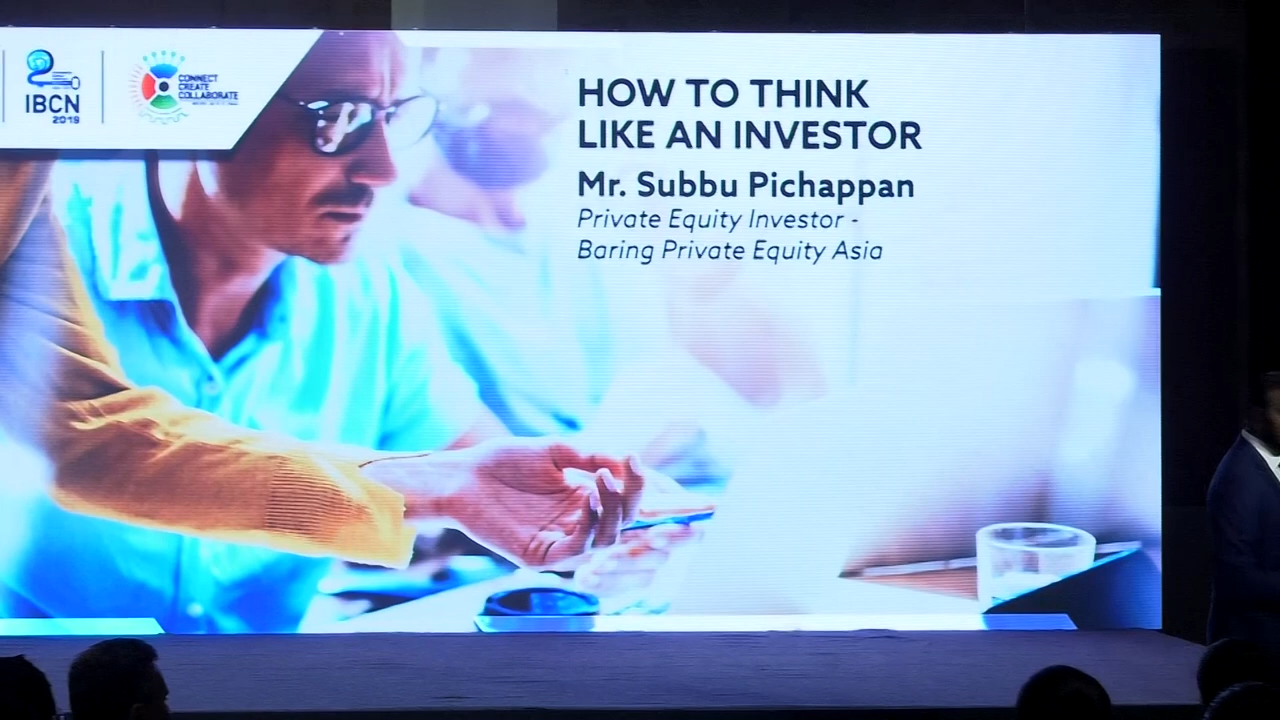 IBCN
2019
CONNECT
CREATE
COLLABORATE
HOW TO THINK
LIKE AN INVESTOR
Mr. Subbu Pichappan
Private Equity Investor -
Baring Private Equity Asia